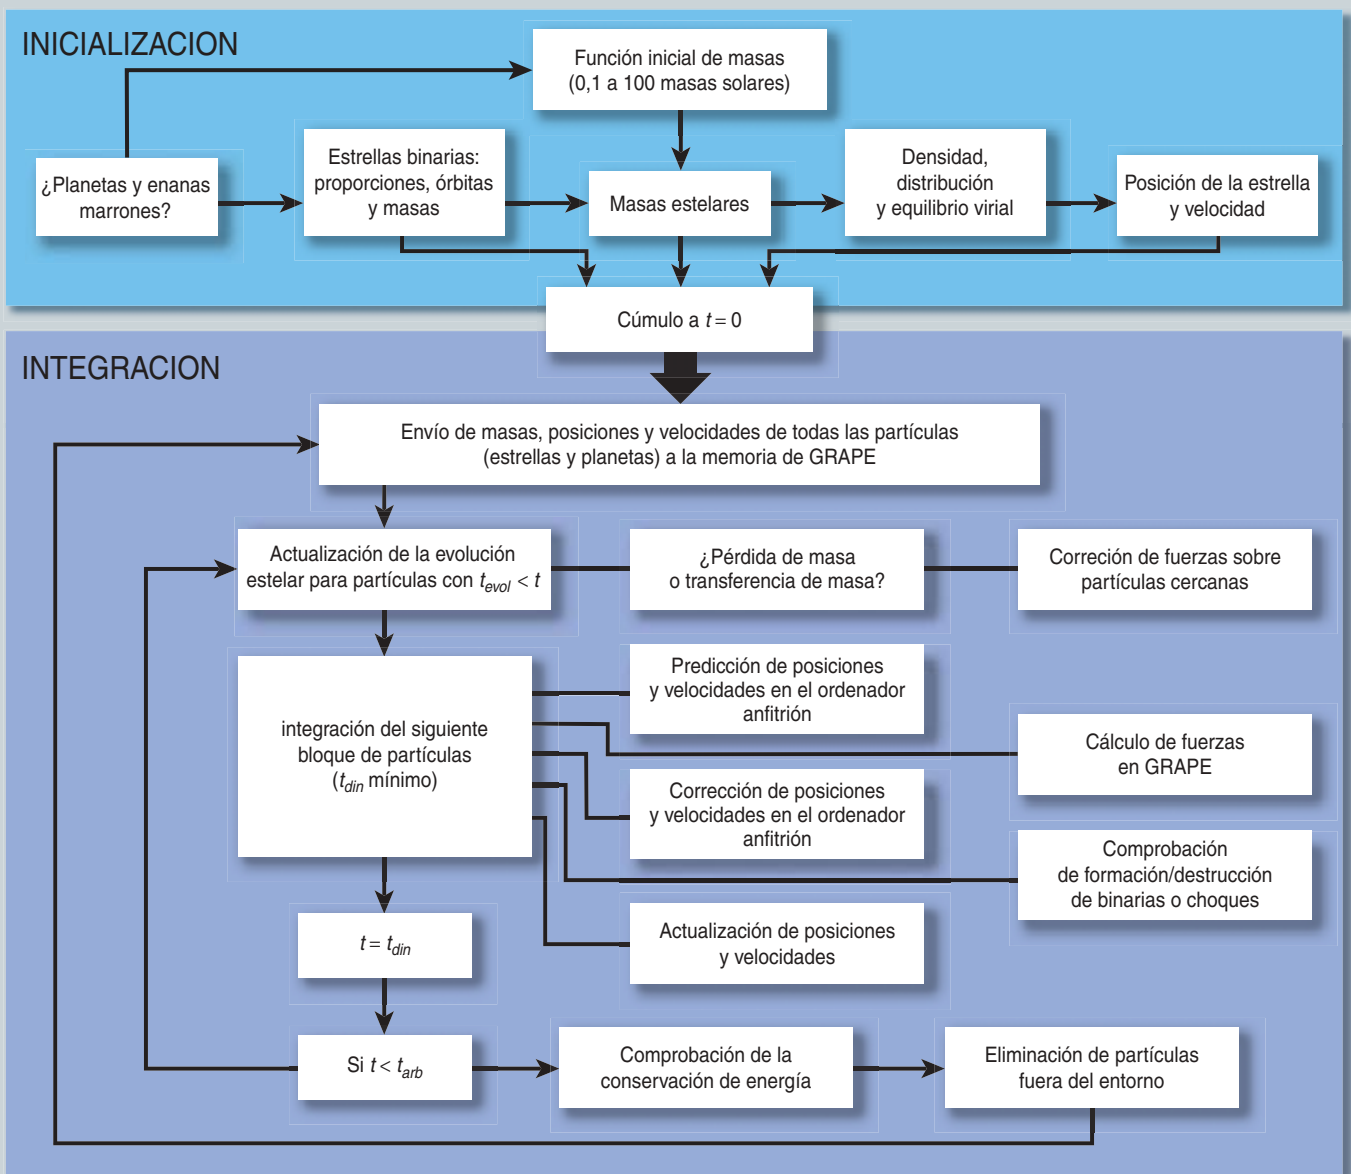 INICIALIZACION
Función inicial de masas
(0,1 a 100 masas solares)
¿Planetas y enanas
marrones?
Estrellas binarias:
proporciones, órbitas
y masas
Masas estelares
Densidad,
distribución
y equilibrio virial
Posición de la estrella
y velocidad
Cúmulo a t = 0
INTEGRACION
Envío de masas, posiciones y velocidades de todas las partículas
(estrellas y planetas) a la memoria de GRAPE
Actualización de la evolución
estelar para partículas con tevol < t
¿Pérdida de masa
o transferencia de masa?
Correción de fuerzas sobre
partículas cercanas
integración del siguiente
bloque de partículas
(tdin mínimo)
Predicción de posiciones
y velocidades en el ordenador
anfitrión
Cálculo de fuerzas
en GRAPE
Corrección de posiciones
y velocidades en el ordenador
anfitrión
Comprobación
de formación/destrucción
de binarias o choques
Actualización de posiciones
y velocidades
t = tdin
Si t < tarb
Comprobación de la
conservación de energía
Eliminación de partículas
fuera del entorno